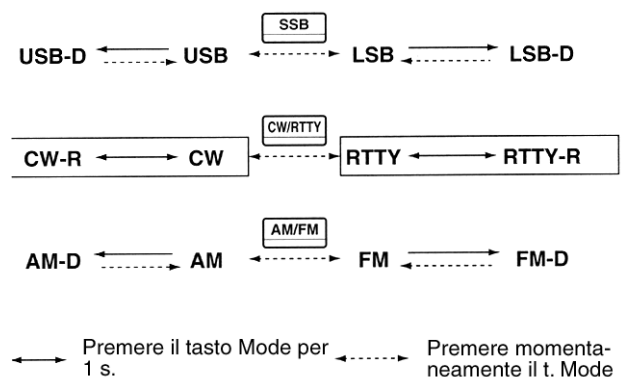 SSB
USB-D USB LSB LSB-D
CW/RTTY
CW-R CW RTTY RTTY-R
AM/FM
AM-D AM FM FM-D
Premere il tasto Mode per
1 s.
Premere momenta-
neamente il t. Mode